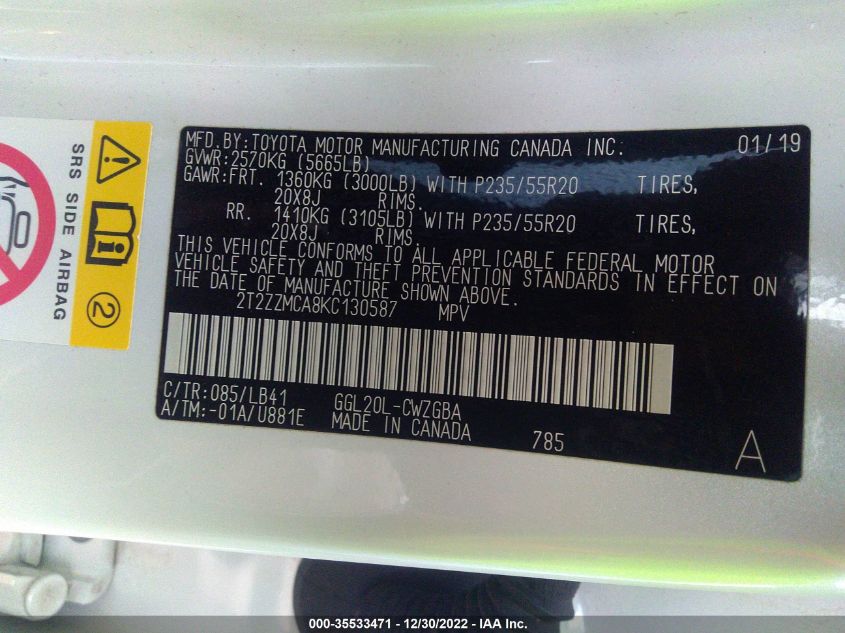 MFD.BY:TOYOTA MOTOR MANUFACTURING CANADA INC. 01/19
GVWR:2570KG (5665LB)
GAWR:FRT. 1360KG (3000LB) WITH P235/55R20 TIRES,
20X8J RIMS.
RR. 1410KG (3105LB) WITH P235/55R20 TIRES,
20X8J RIMS.
THIS VEHICLE CONFORMS TO ALL APPLICABLE FEDERAL MOTOR
VEHICLE SAFETY AND THEFT PREVENTION STANDARDS IN EFFECT ON
THE DATE OF MANUFACTURE SHOWN ABOVE.
2T2ZZMCA8KC130587 MPV
C/TR:085/LB41 GGL20L-CWZGBA
A/TM:-01A/U881E MADE IN CANADA 785 A
SRS SIDE AIRBAG
2
000-35533471 - 12/30/2022 - IAA Inc.